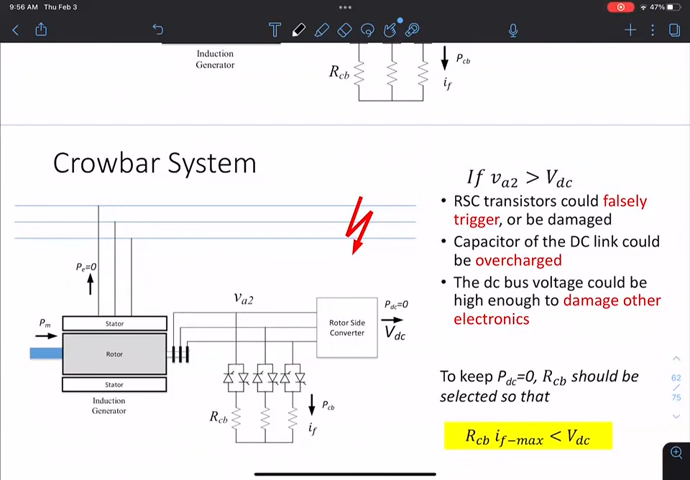 9:56 AM Thu Feb 3
47%
Induction
Generator
R_cb
P_cb
i_f
Crowbar System
If v_a2 > V_dc
• RSC transistors could falsely
trigger, or be damaged
• Capacitor of the DC link could
be overcharged
• The dc bus voltage could be
high enough to damage other
electronics
P_e=0
v_a2
P_m
Stator
Rotor
Stator
Induction
Generator
Rotor Side
Converter
P_dc=0
V_dc
R_cb
P_cb
i_f
To keep P_dc=0, R_cb should be
selected so that
R_cb i_f-max < V_dc
62
/
75